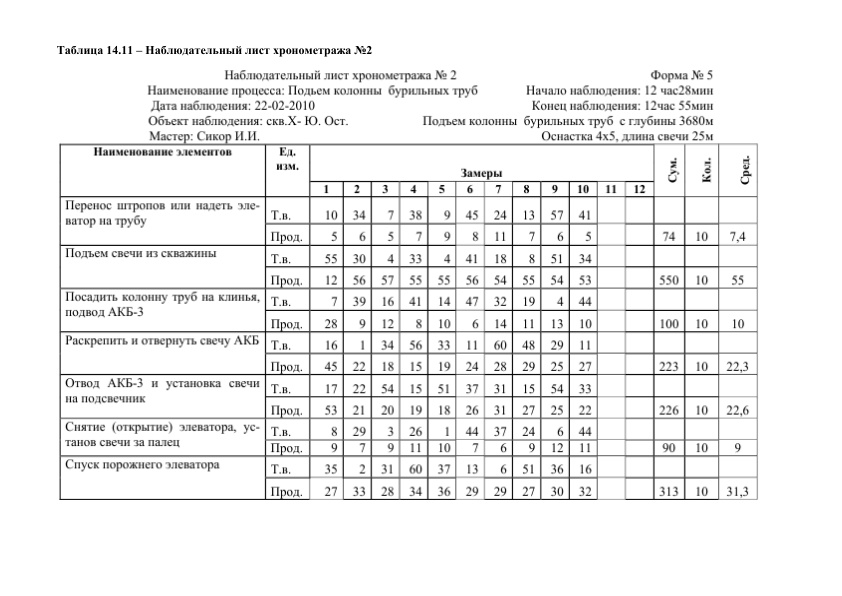 Таблица 14.11 – Наблюдательный лист хронометража №2
Наблюдательный лист хронометража № 2 Форма № 5
Наименование процесса: Подьем колонны бурильных труб Начало наблюдения: 12 час28мин
Дата наблюдения: 22-02-2010 Конец наблюдения: 12час 55мин
Объект наблюдения: скв.Х- Ю. Ост. Подъем колонны бурильных труб с глубины 3680м
Мастер: Сикор И.И. Оснастка 4х5, длина свечи 25м
Наименование элементов Ед. изм. Замеры Сум. Кол. Сред.
1 2 3 4 5 6 7 8 9 10 11 12
Перенос штропов или надеть эле-
ватор на трубу Т.в. 10 34 7 38 9 45 24 13 57 41
Прод. 5 6 5 7 9 8 11 7 6 5 74 10 7,4
Подъем свечи из скважины Т.в. 55 30 4 33 4 41 18 8 51 34
Прод. 12 56 57 55 55 56 54 55 54 53 550 10 55
Посадить колонну труб на клинья,
подвод АКБ-3 Т.в. 7 39 16 41 14 47 32 19 4 44
Прод. 28 9 12 8 10 6 14 11 13 10 100 10 10
Раскрепить и отвернуть свечу АКБ Т.в. 16 1 34 56 33 11 60 48 29 11
Прод. 45 22 18 15 19 24 28 29 25 27 223 10 22,3
Отвод АКБ-3 и установка свечи
на подсвечник Т.в. 17 22 54 15 51 37 31 15 54 33
Прод. 53 21 20 19 18 26 31 27 25 22 226 10 22,6
Снятие (открытие) элеватора, ус-
танов свечи за палец Т.в. 8 29 3 26 1 44 37 24 6 44
Прод. 9 7 9 11 10 7 6 9 12 11 90 10 9
Спуск порожнего элеватора Т.в. 35 2 31 60 37 13 6 51 36 16
Прод. 27 33 28 34 36 29 29 27 30 32 313 10 31,3